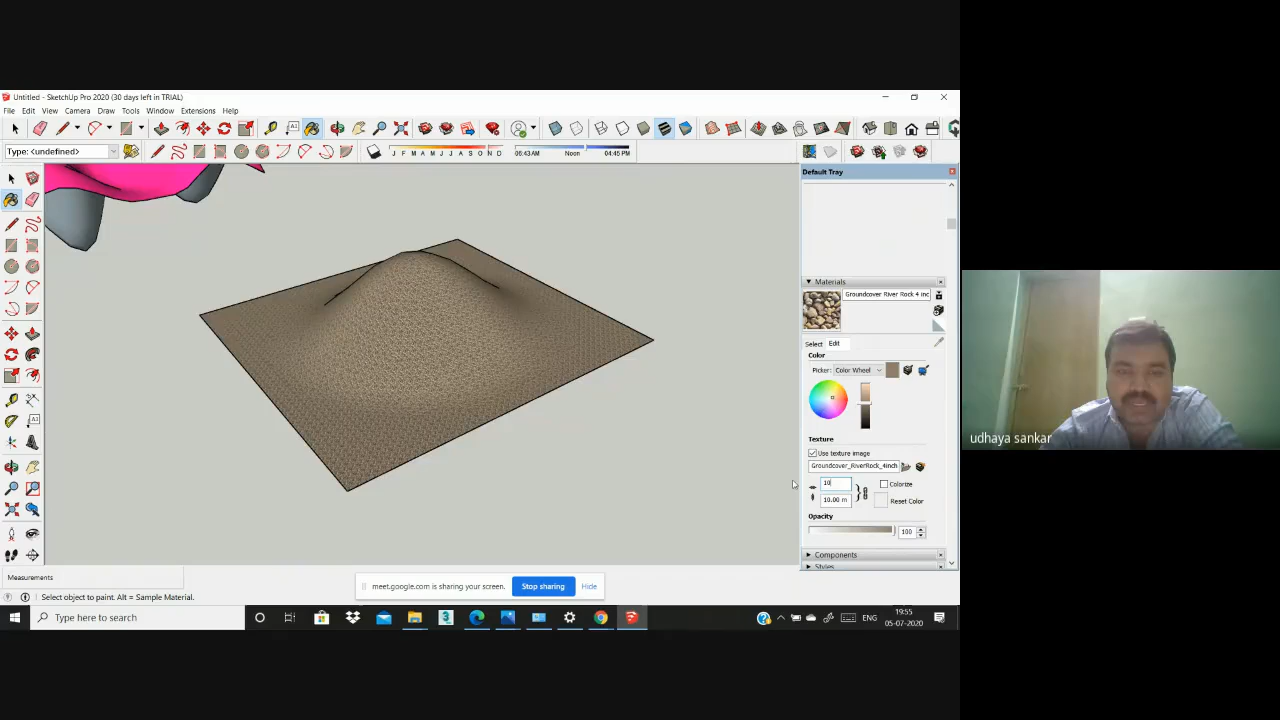 Untitled - SketchUp Pro 2020 (30 days left in TRIAL)
File Edit View Camera Draw Tools Window Extensions Help
Type: <undefined>
J F M A M J J A S O N D
06:43 AM Noon 04:45 PM
Default Tray
Materials
Groundcover River Rock 4 inc
Select Edit
Color
Picker: Color Wheel
Texture
Use texture image
Groundcover_RiverRock_4inch
10
Colorize
10.00 m
Reset Color
Opacity
100
Components
Styles
udhaya sankar
Measurements
meet.google.com is sharing your screen. Stop sharing Hide
Select object to paint. Alt = Sample Material.
Type here to search
ENG
19:55
05-07-2020